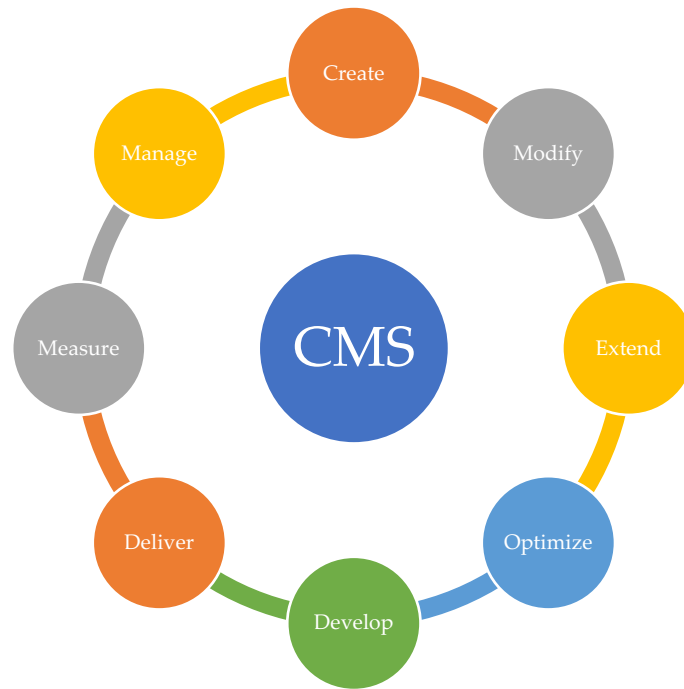 Create
Modify
Extend
Optimize
Develop
Deliver
Measure
Manage
CMS